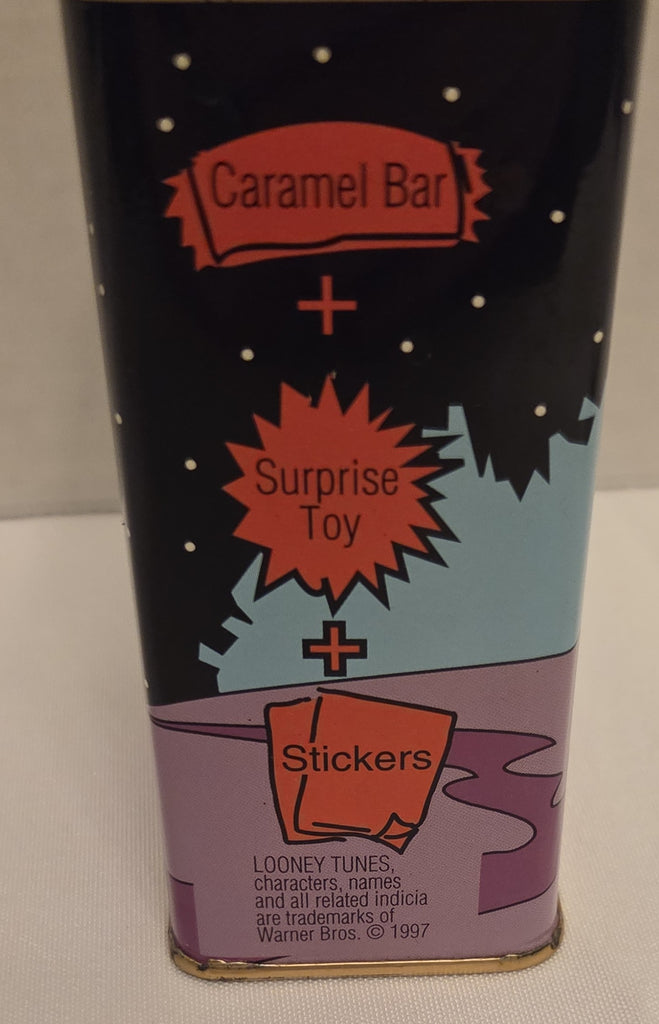 Caramel Bar
+
Surprise
Toy
+
Stickers
LOONEY TUNES,
characters, names
and all related indicia
are trademarks of
Warner Bros. © 1997